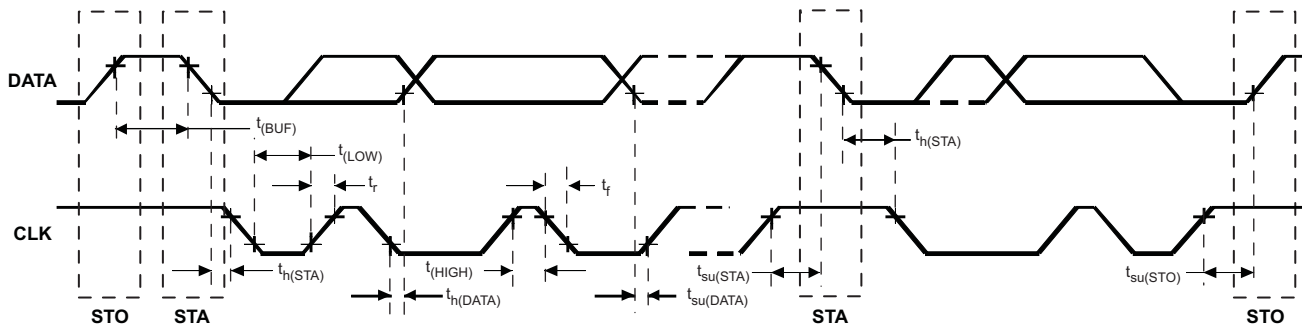 DATA
t(BUF)
t(LOW)
tr
tf
th(STA)
CLK
th(STA)
th(DATA)
t(HIGH)
tsu(DATA)
tsu(STA)
tsu(STO)
STO
STA
STA
STO